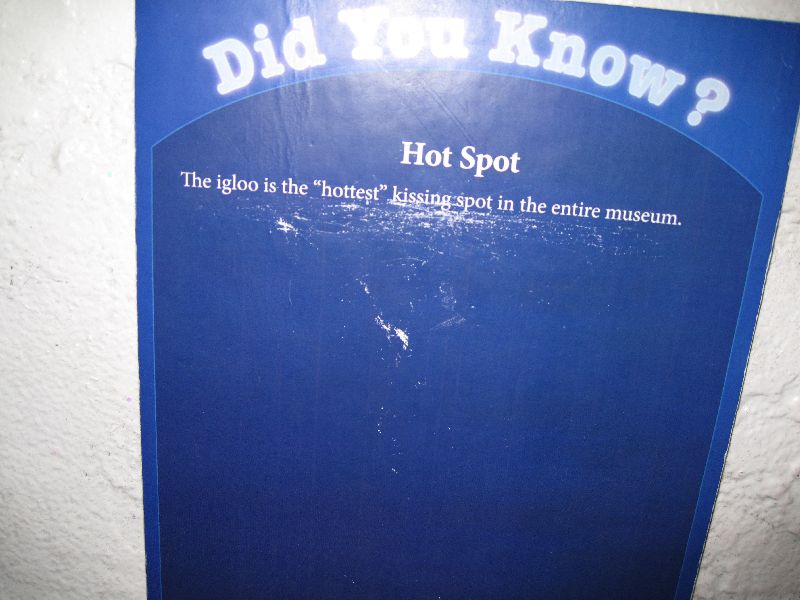 Did You Know?
Hot Spot
The igloo is the “hottest” kissing spot in the entire museum.